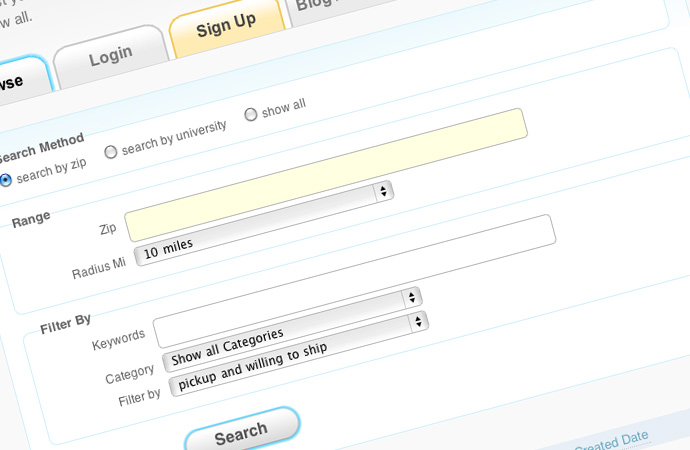 w all.
wse
Login
Sign Up
Blog
Search Method
search by zip
search by university
show all
Range
Zip
Radius Mi
10 miles
Filter By
Keywords
Category
Show all Categories
Filter by
pickup and willing to ship
Search
Created Date